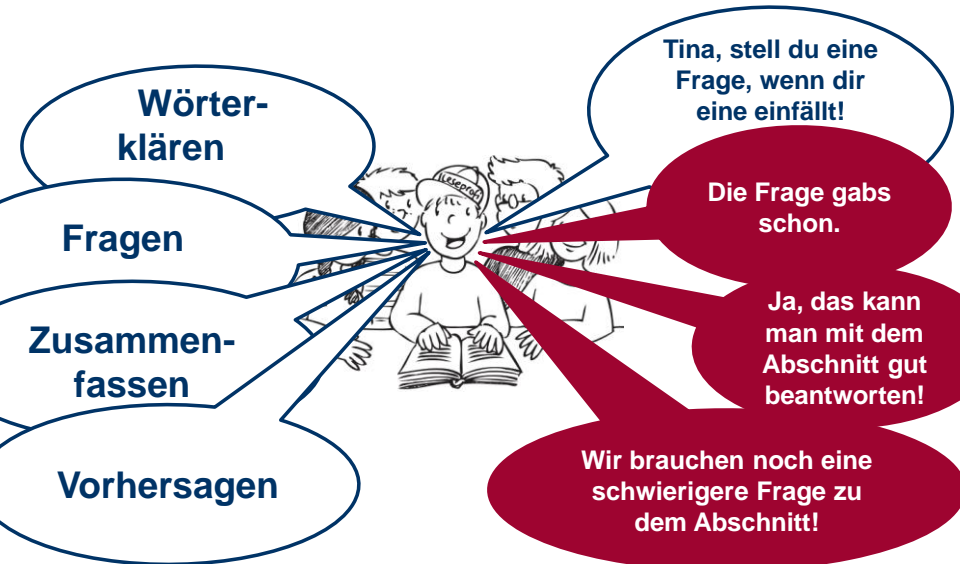 Wörter-
klären
Fragen
Zusammen-
fassen
Vorhersagen
Leseprofi
Tina, stell du eine
Frage, wenn dir
eine einfällt!
Die Frage gabs
schon.
Ja, das kann
man mit dem
Abschnitt gut
beantworten!
Wir brauchen noch eine
schwierigere Frage zu
dem Abschnitt!